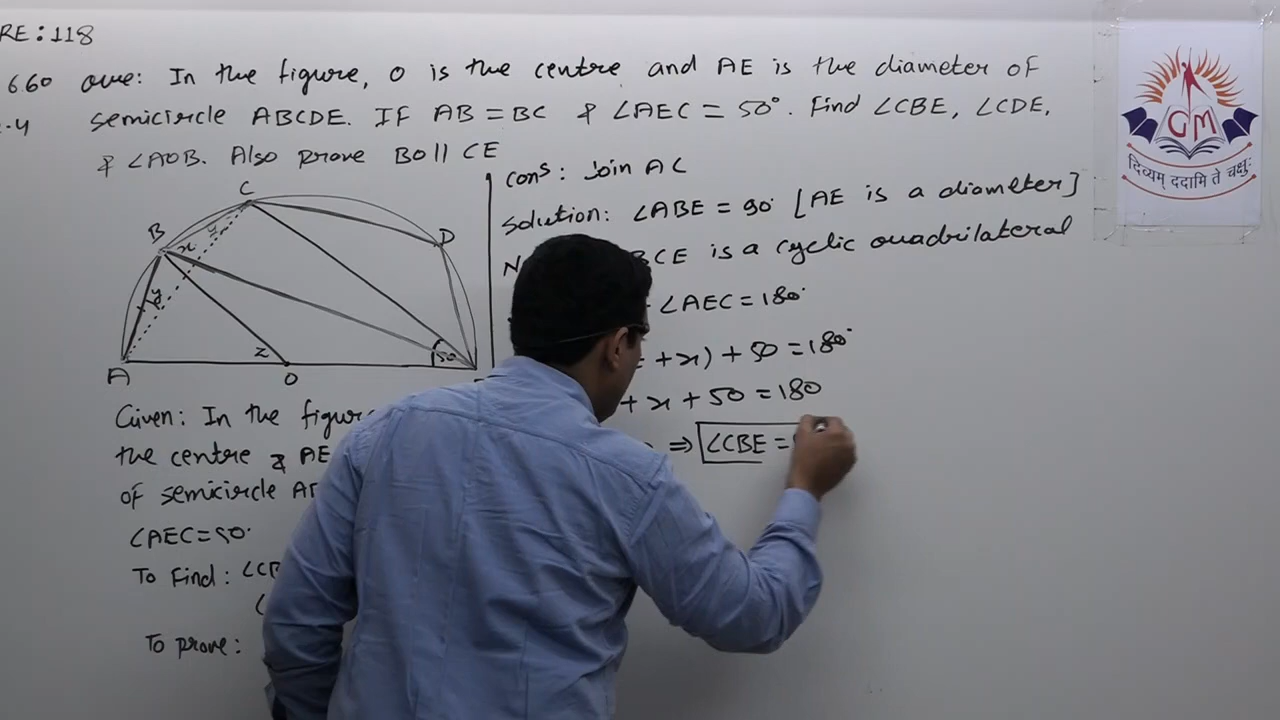 RE: 118
660 Que: In the figure, O is the centre and AE is the diameter of
.4 semicircle ABCDE. If AB = BC & ∠AEC = 50°. Find ∠CBE, ∠CDE,
& ∠AOB. Also prove BO || CE
Cons: Join AC
Solution: ∠ABE = 90° [AE is a diameter]
BCE is a cyclic quadrilateral
∠AEC = 180°
+ x) + 50 = 180°
+ x + 50 = 180
⇒ ∠CBE =
C
B
x
y
D
y
z
50
A
O
Given: In the figure
the centre & AE
of semicircle AB
∠AEC = 50°
To Find: ∠CB
To prove:
GM
दिव्यम् ददामि ते चक्षुः